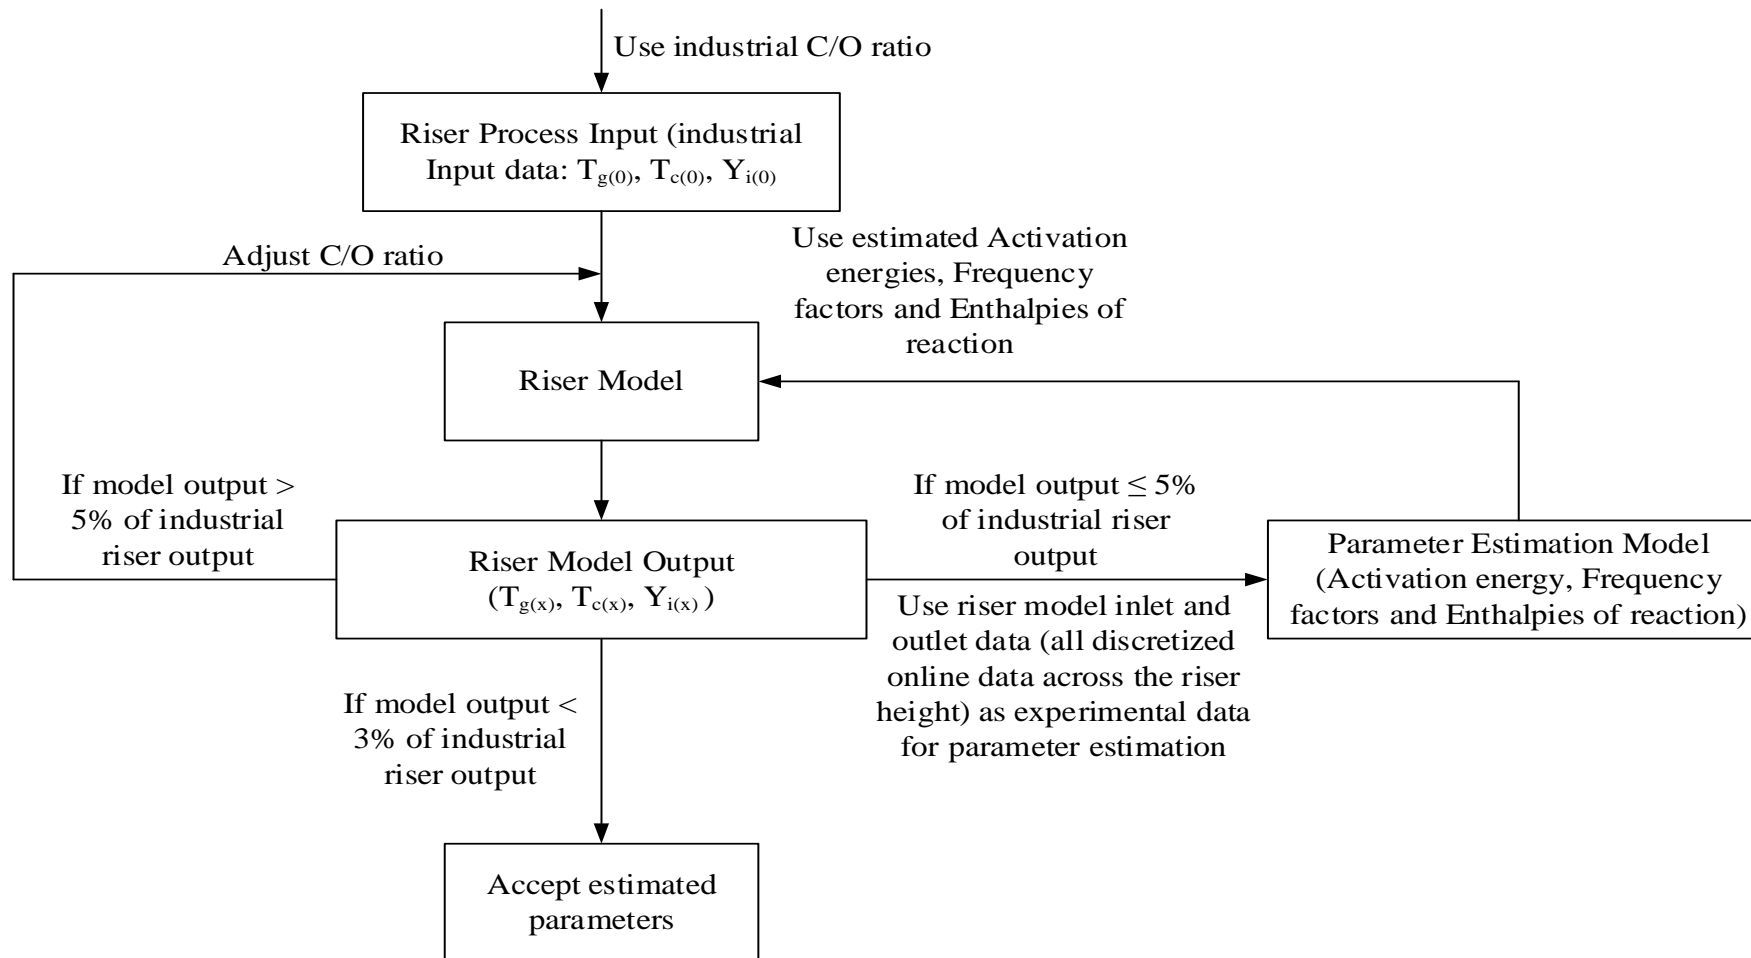 Use industrial C/O ratio
Riser Process Input (industrial
Input data: Tg(0), Tc(0), Yi(0)
Adjust C/O ratio
Use estimated Activation
energies, Frequency
factors and Enthalpies of
reaction
Riser Model
If model output >
5% of industrial
riser output
If model output ≤ 5%
of industrial riser
output
Riser Model Output
(Tg(x), Tc(x), Yi(x) )
Parameter Estimation Model
(Activation energy, Frequency
factors and Enthalpies of reaction)
Use riser model inlet and
outlet data (all discretized
online data across the riser
height) as experimental data
for parameter estimation
If model output <
3% of industrial
riser output
Accept estimated
parameters